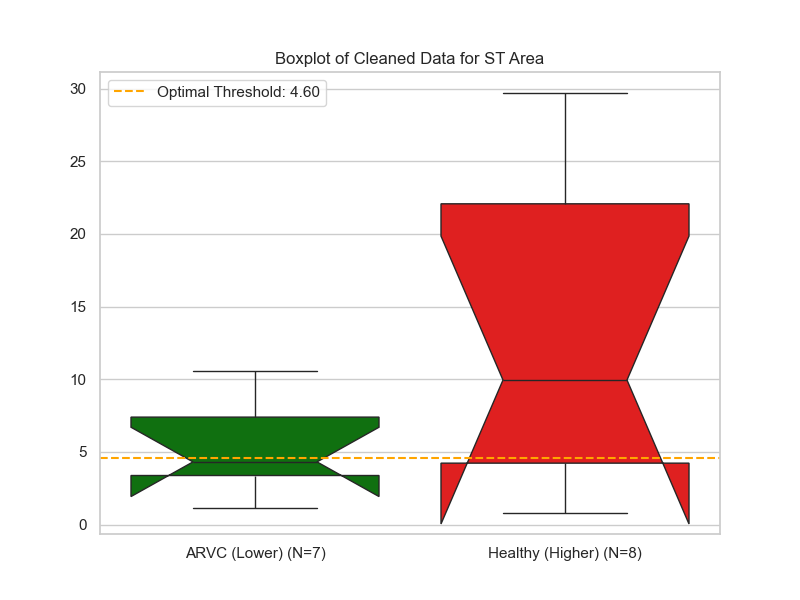 Boxplot of Cleaned Data for ST Area
Optimal Threshold: 4.60
30
25
20
15
10
5
0
ARVC (Lower) (N=7)
Healthy (Higher) (N=8)